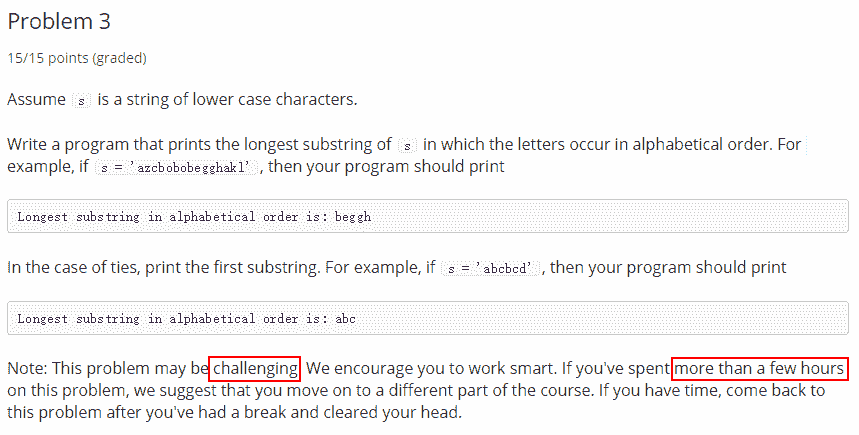 Problem 3
15/15 points (graded)
Assume s is a string of lower case characters.
Write a program that prints the longest substring of s in which the letters occur in alphabetical order. For
example, if s = 'azcbobobegghakl' , then your program should print
Longest substring in alphabetical order is: beggh
In the case of ties, print the first substring. For example, if s = 'abcbcd' , then your program should print
Longest substring in alphabetical order is: abc
Note: This problem may be challenging. We encourage you to work smart. If you've spent more than a few hours
on this problem, we suggest that you move on to a different part of the course. If you have time, come back to
this problem after you've had a break and cleared your head.